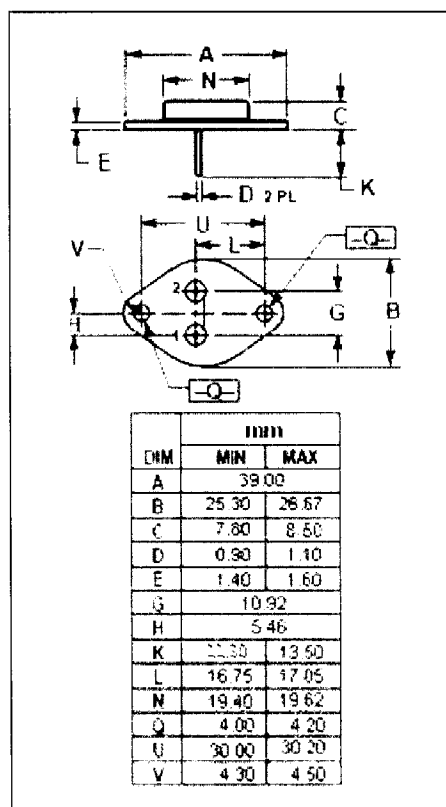 A
N
C
E
K
D 2 PL
U
V
L
Q
2
H
G
B
1
Q
mm
DIM MIN MAX
A 39.00
B 25.30 26.67
C 7.80 8.50
D 0.90 1.10
E 1.40 1.60
G 10.92
H 5.46
K 13.50
L 16.75 17.05
N 19.40 19.62
Q 4.00 4.20
U 30.00 30.20
V 4.30 4.50